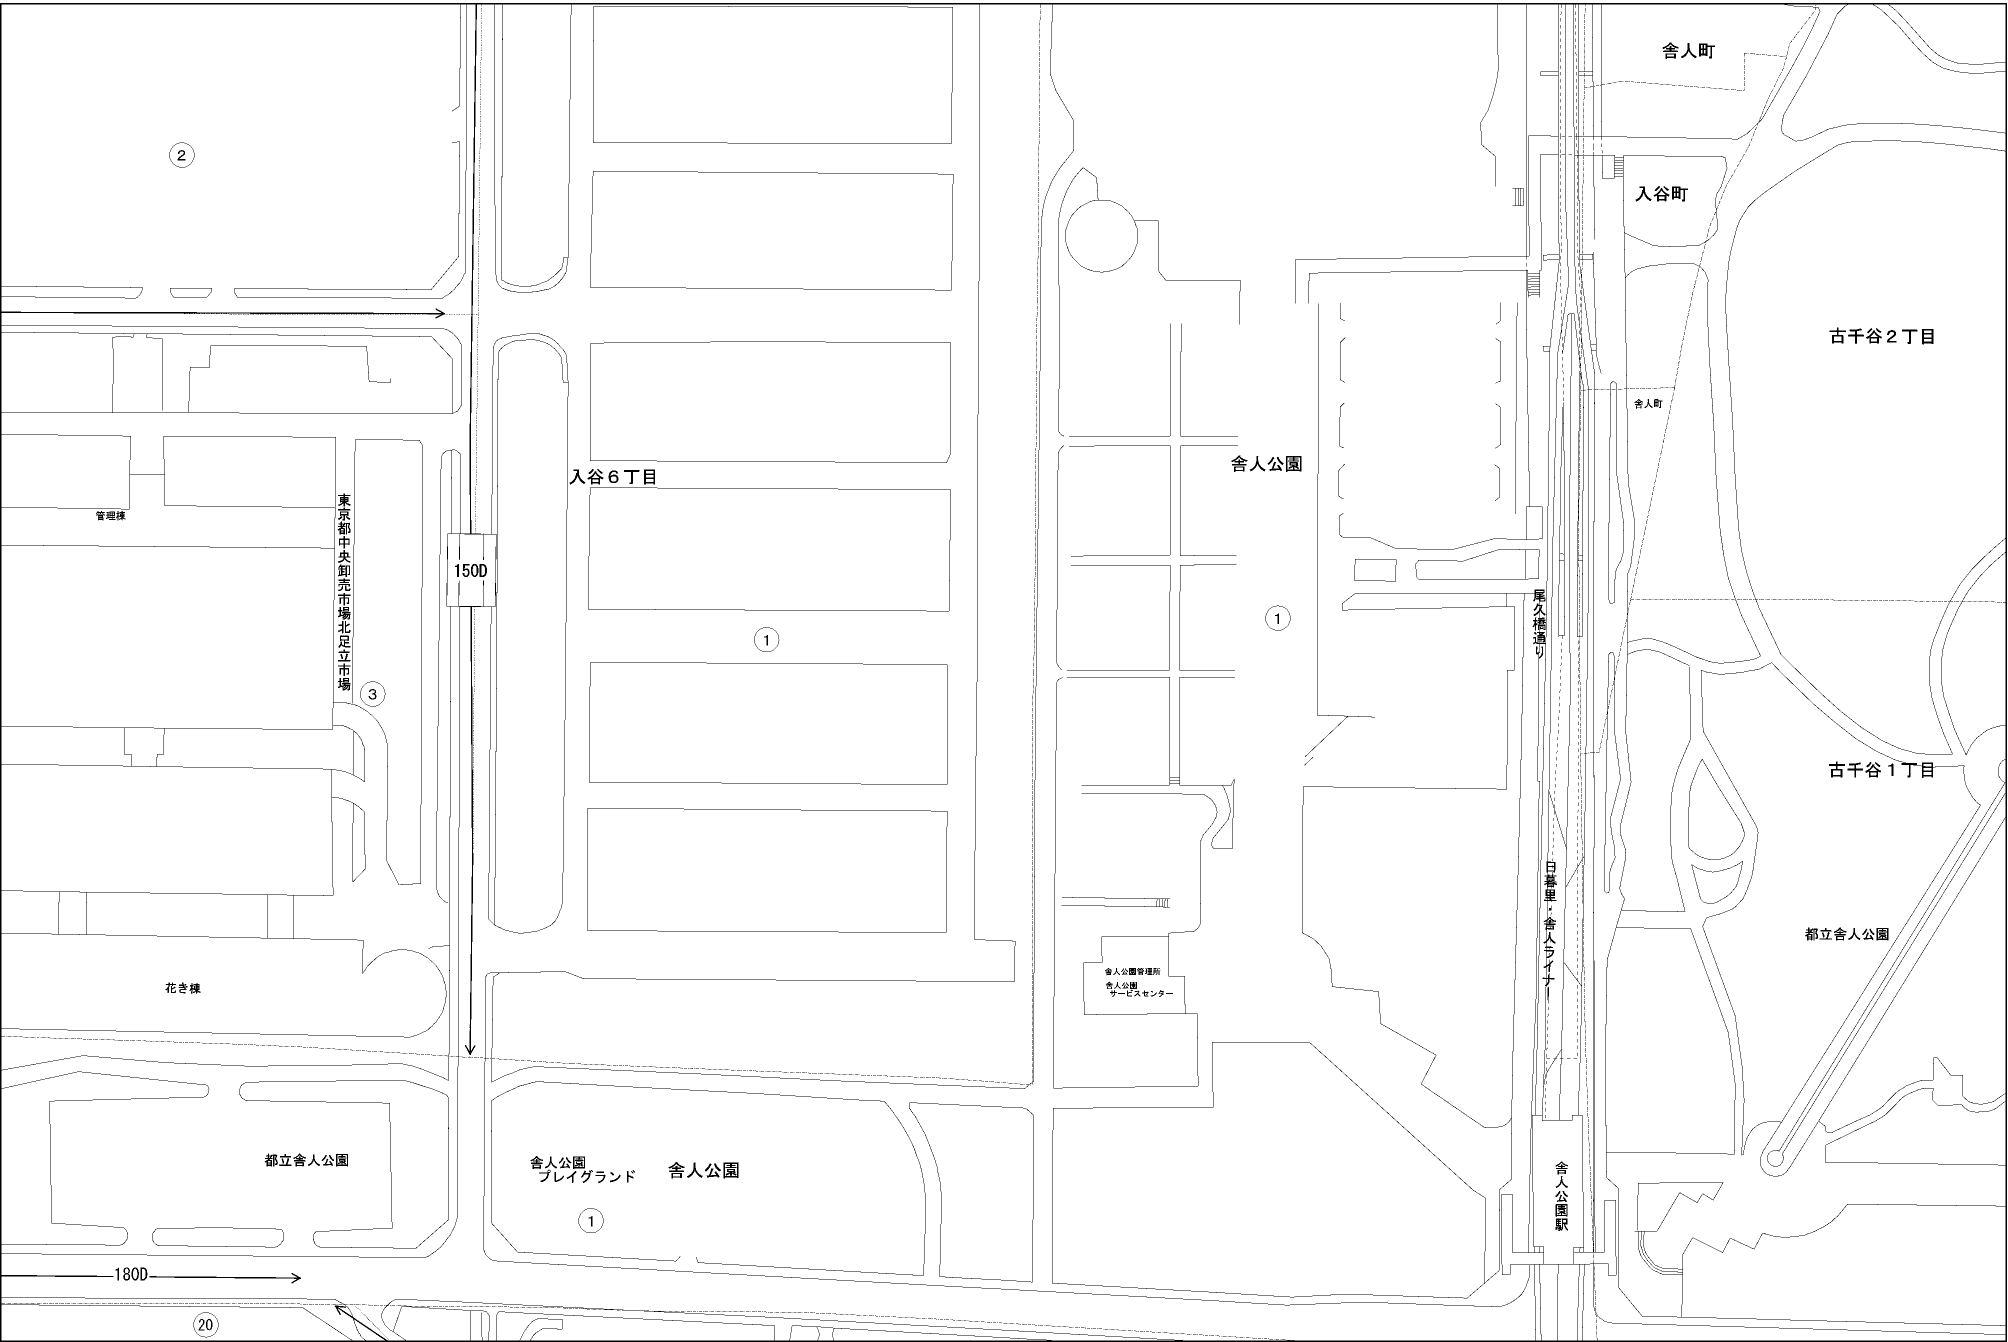 舎人町
②
入谷町
古千谷２丁目
舎人町
舎人公園
入谷６丁目
東京都中央卸売市場北足立市場
管理棟
150D
尾久橋通り
①
①
③
古千谷１丁目
日暮里・舎人ライナー
都立舎人公園
舎人公園管理所
舎人公園
サービスセンター
花き棟
都立舎人公園
舎人公園
プレイグランド
舎人公園
舎人公園駅
①
180D
⑳